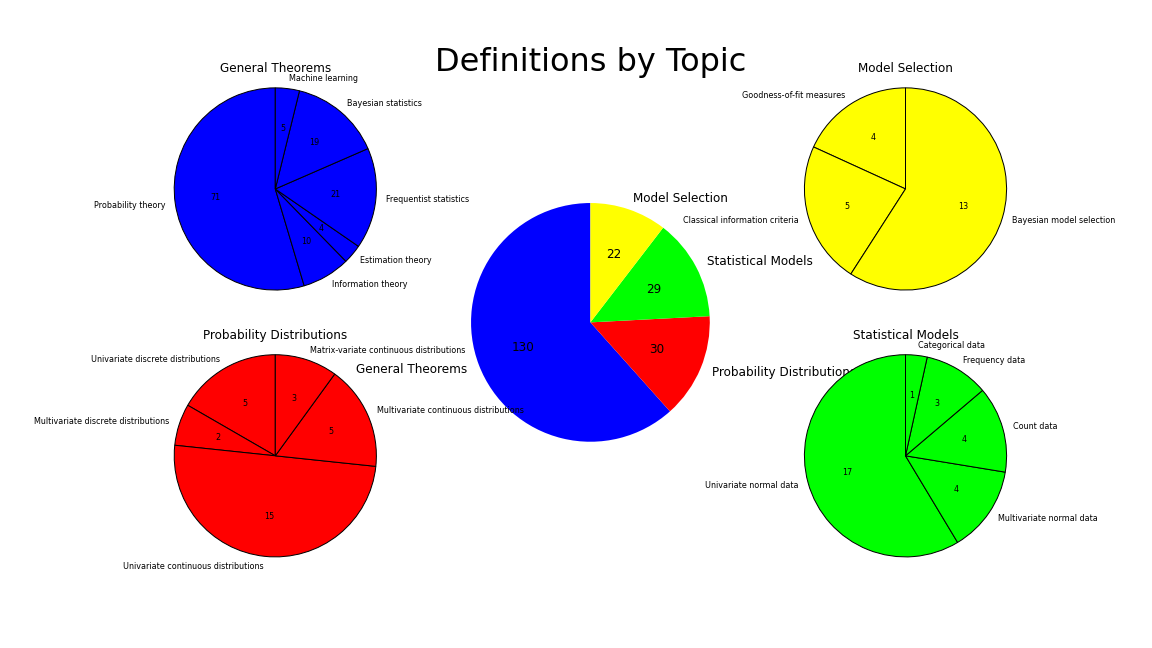 Definitions by Topic
General Theorems
Machine learning
Bayesian statistics
Frequentist statistics
Estimation theory
Information theory
Probability theory
5
19
4
10
Model Selection
Goodness-of-fit measures
Classical information criteria
Bayesian model selection
4
5
13
Model Selection
Statistical Models
Probability Distributions
General Theorems
22
29
30
130
Probability Distributions
Matrix-variate continuous distributions
Univariate discrete distributions
Multivariate discrete distributions
Multivariate continuous distributions
Univariate continuous distributions
3
5
5
2
15
Statistical Models
Categorical data
Frequency data
Count data
Multivariate normal data
Univariate normal data
1
3
4
4
17